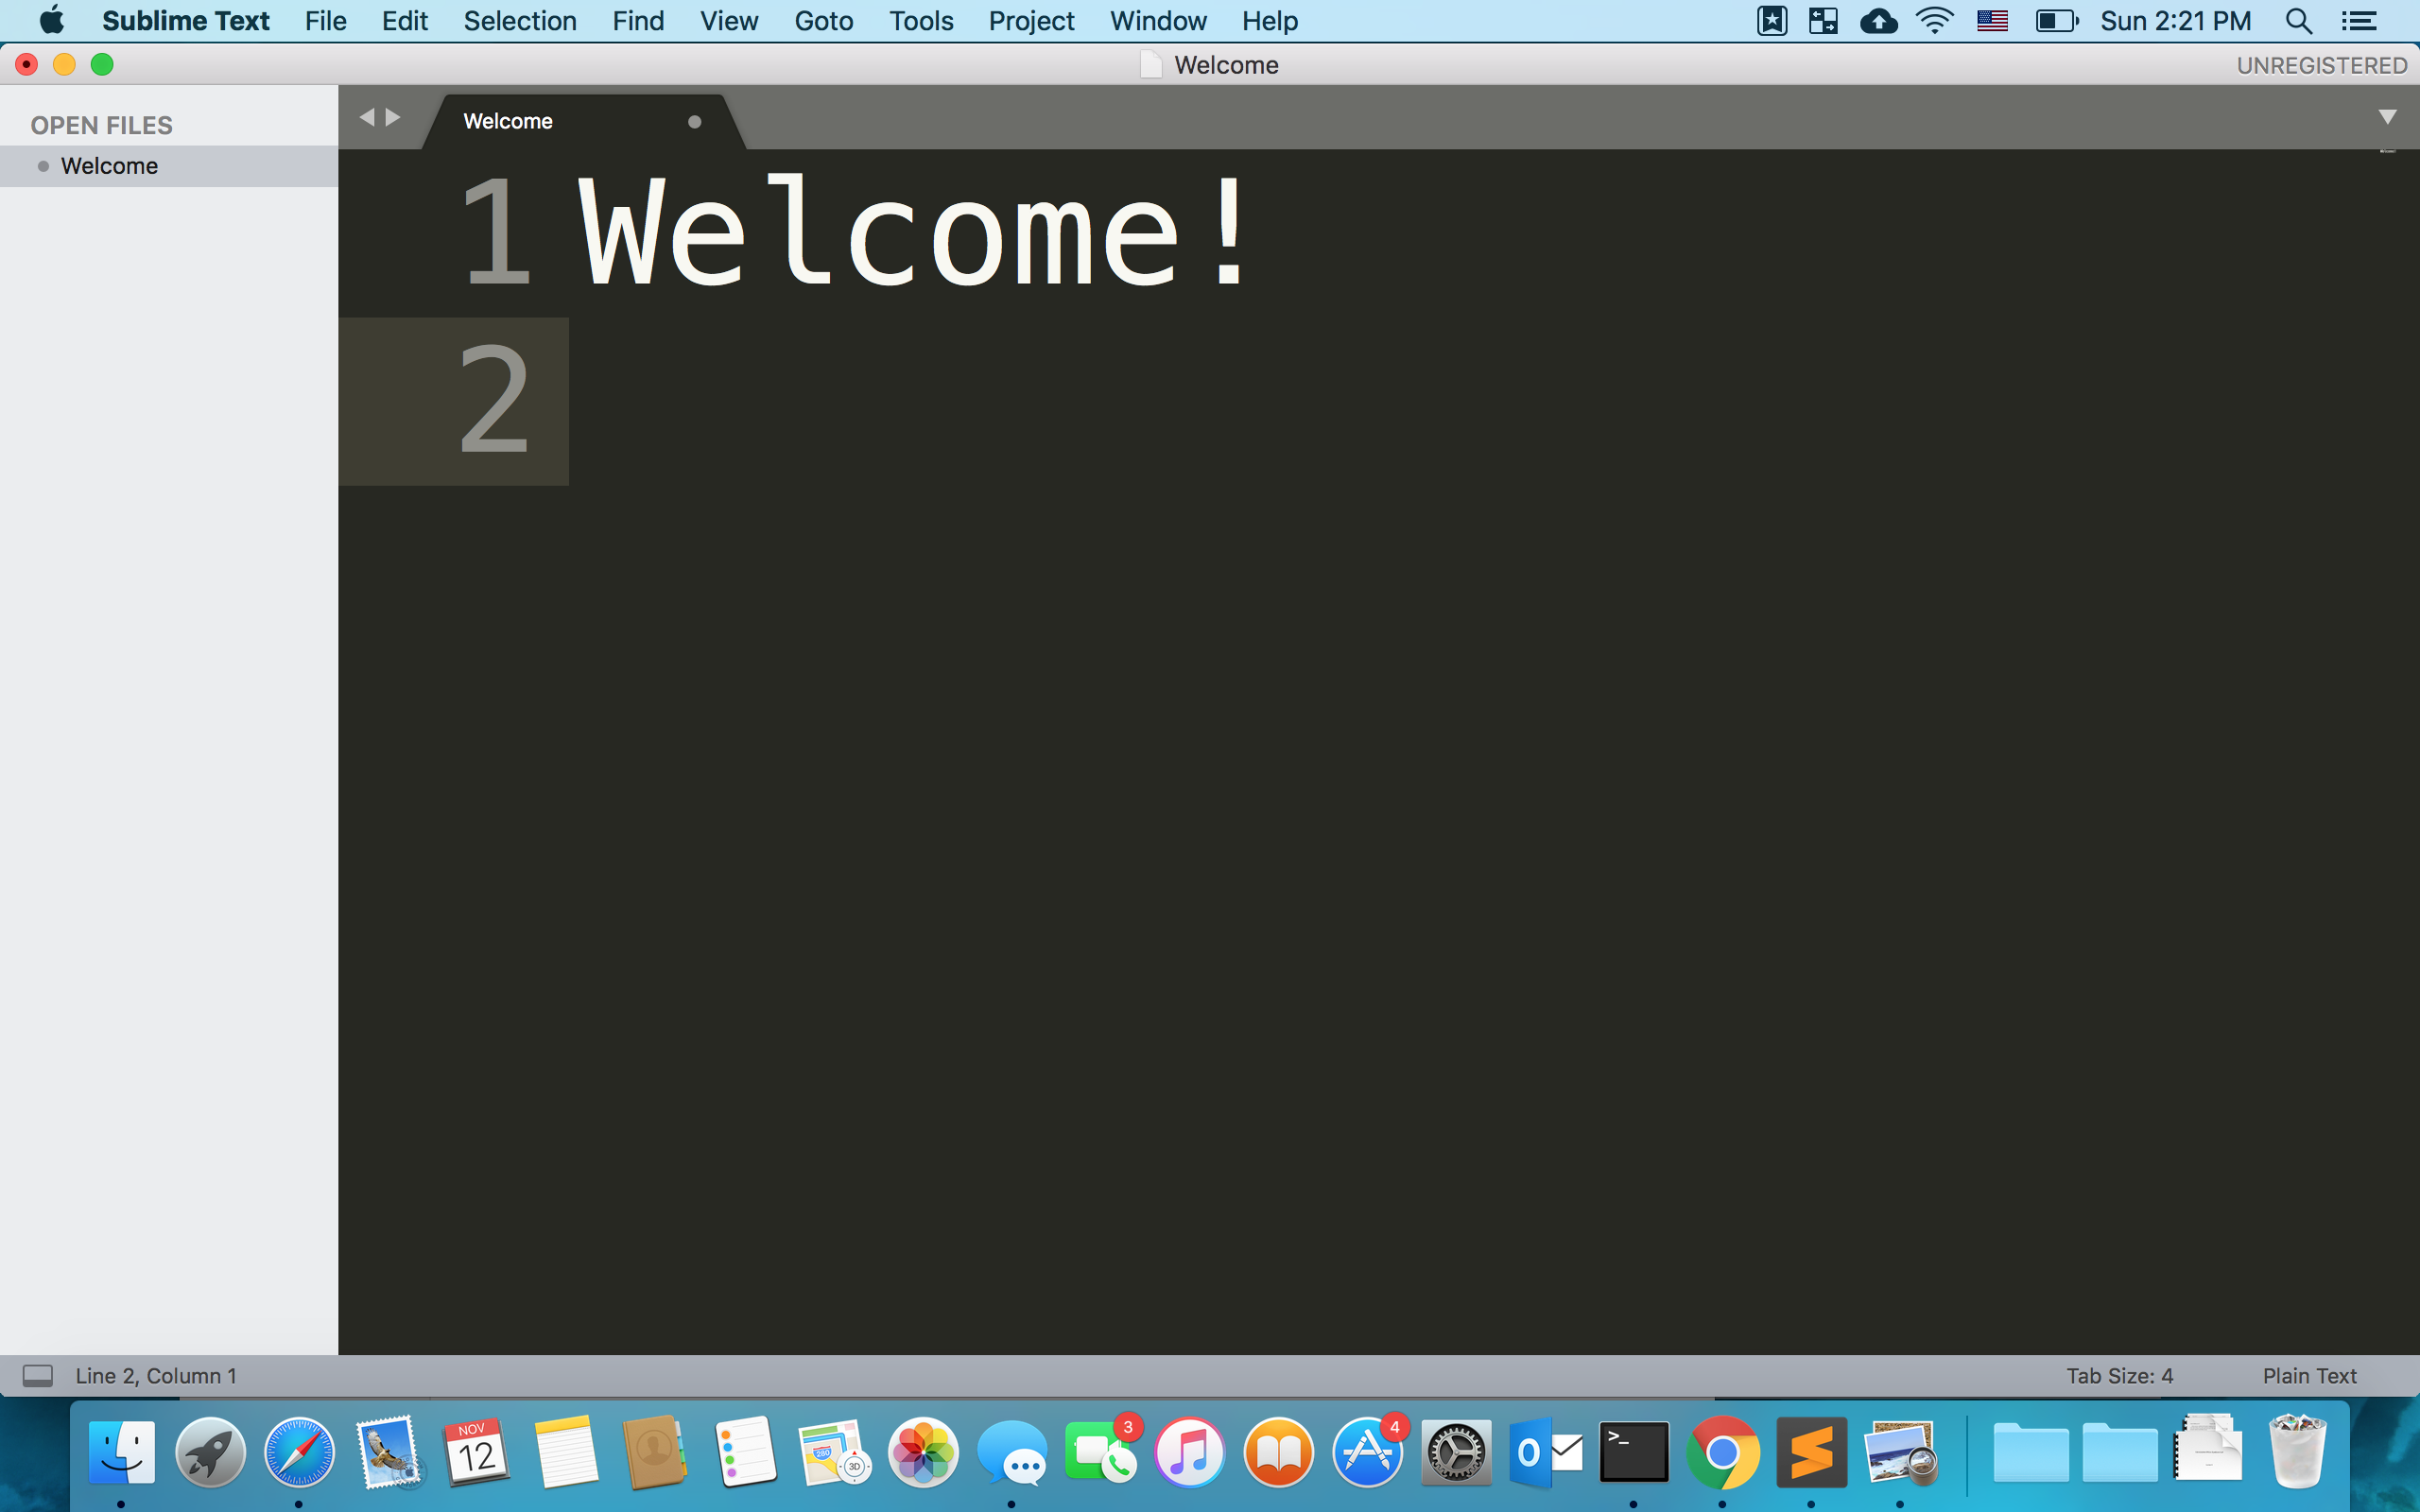 Sublime Text File Edit Selection Find View Goto Tools Project Window Help Sun 2:21 PM
Welcome UNREGISTERED
OPEN FILES
Welcome
Welcome
1 Welcome!
2
Line 2, Column 1 Tab Size: 4 Plain Text
NOV
12
280
3D
3
4
O
>_